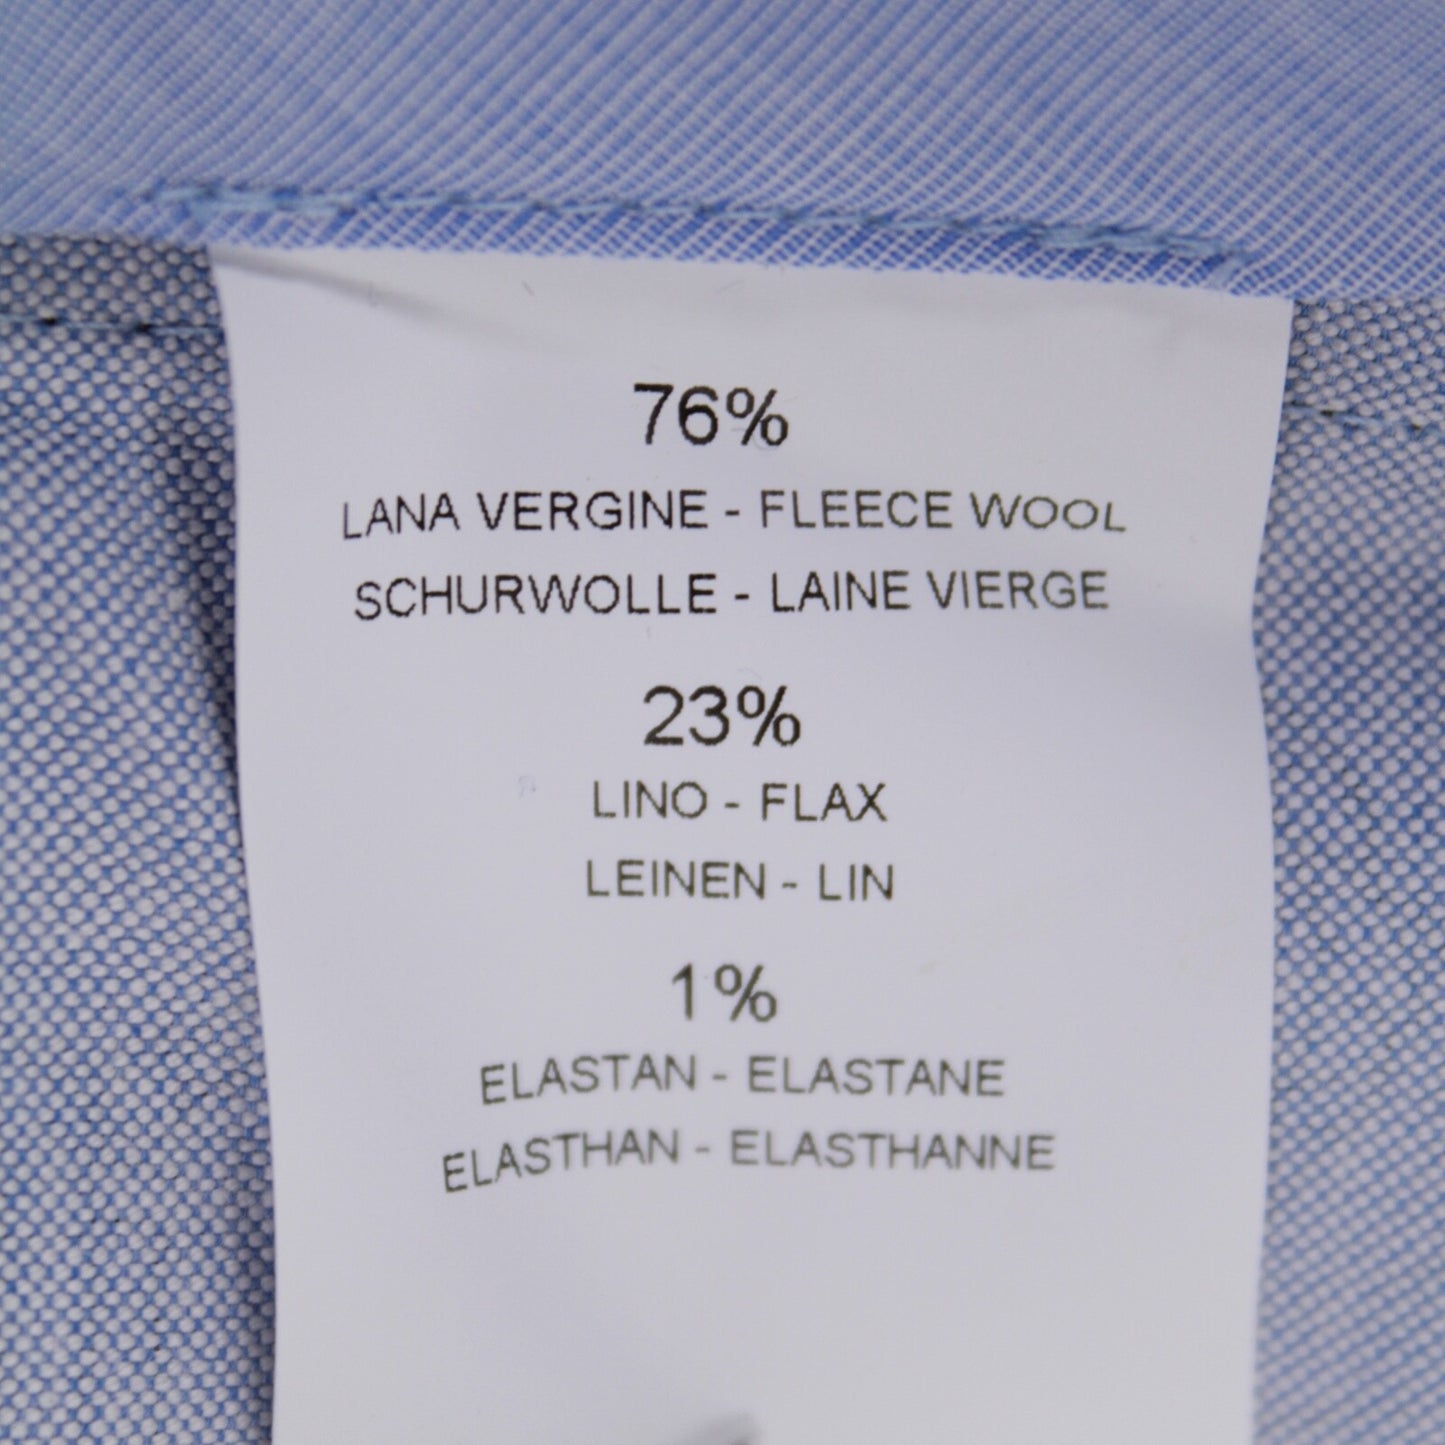 76%
LANA VERGINE - FLEECE WOOL
SCHURWOLLE - LAINE VIERGE
23%
LINO - FLAX
LEINEN - LIN
1%
ELASTAN - ELASTANE
ELASTHAN - ELASTHANNE